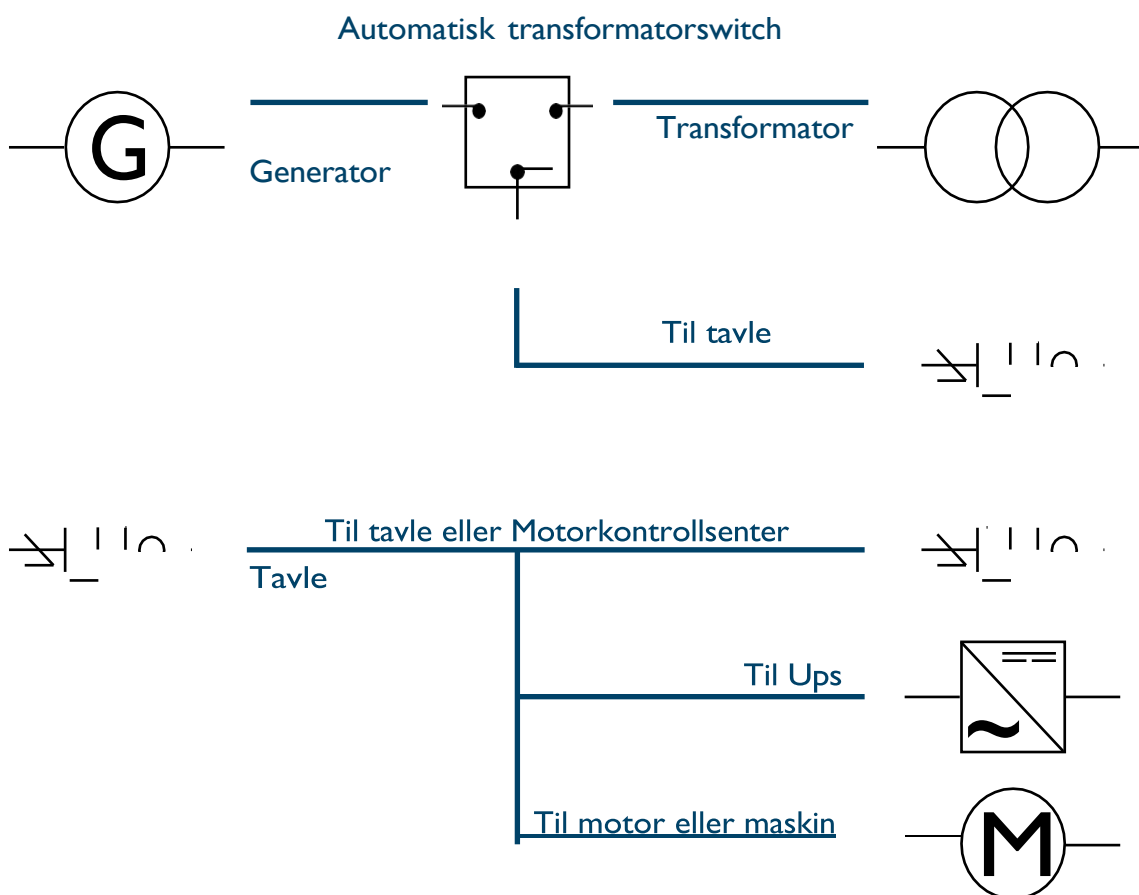 Automatisk transformatorswitch
G
Generator
Transformator
Til tavle
Til tavle eller Motorkontrollsenter
Tavle
Til Ups
~
Til motor eller maskin
M